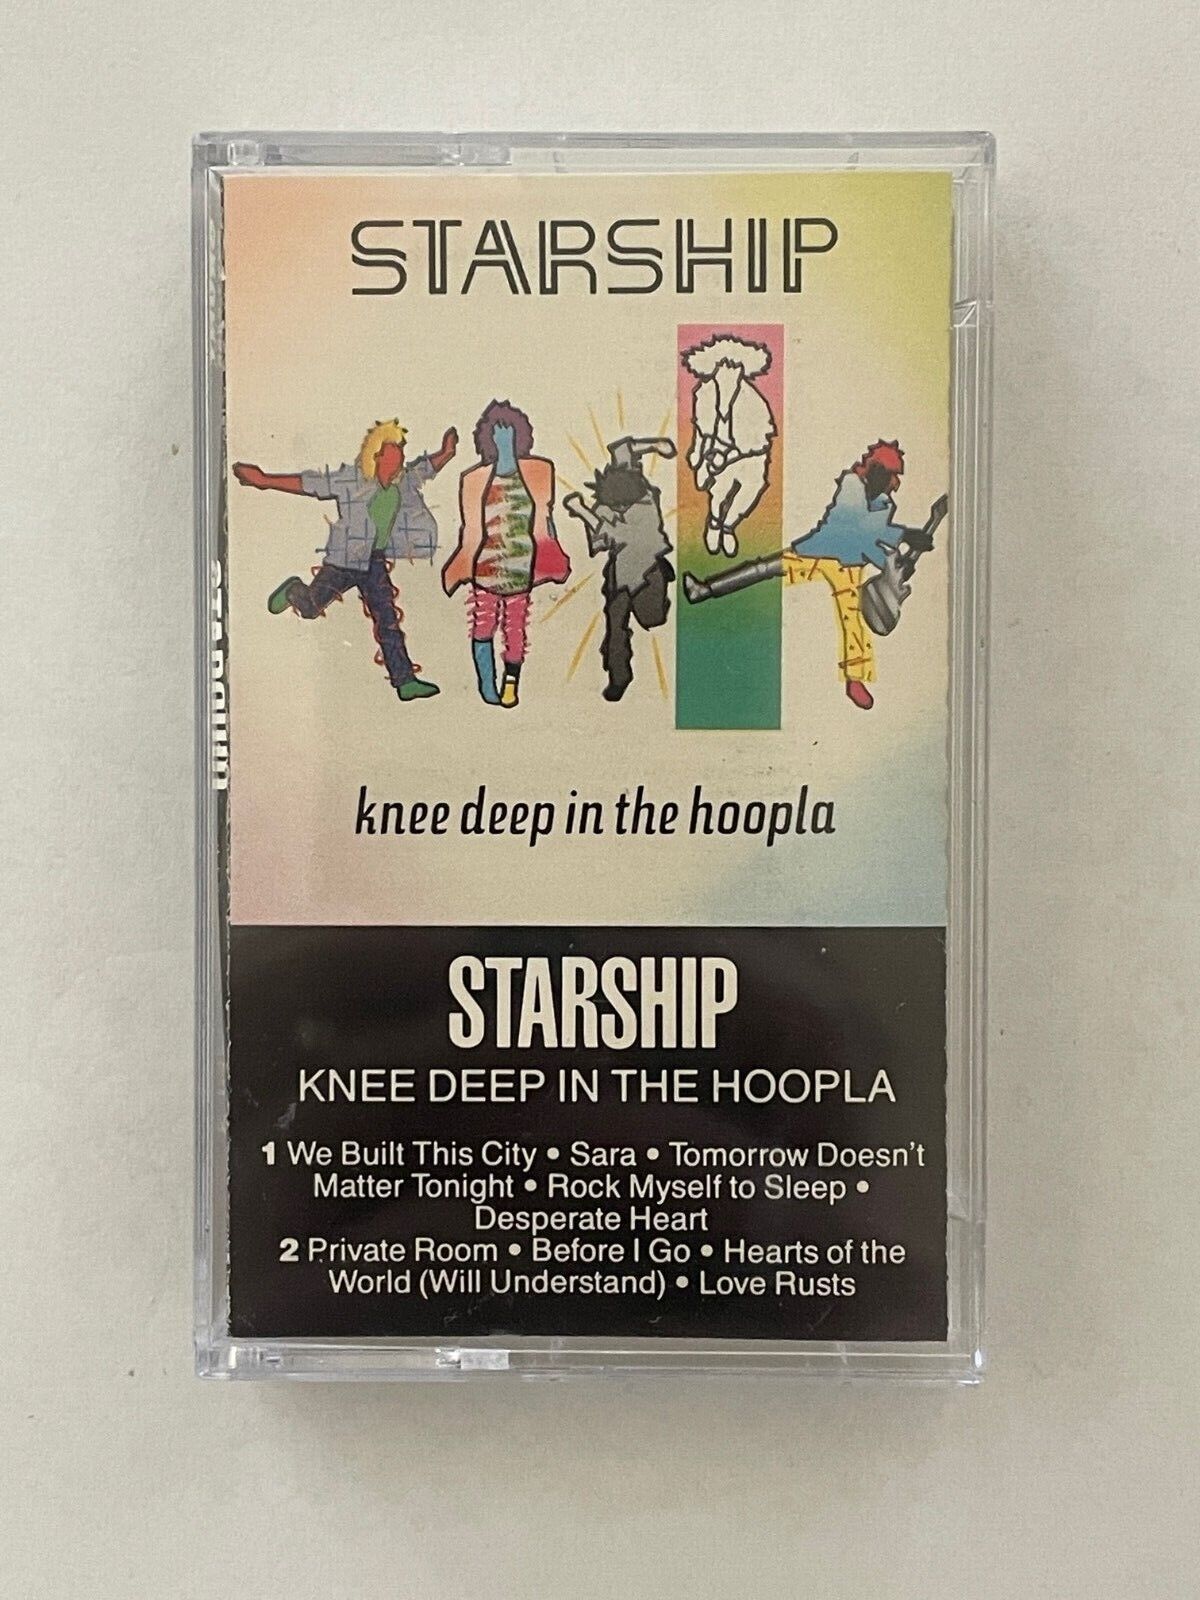 STARSHIP
knee deep in the hoopla
STARSHIP
KNEE DEEP IN THE HOOPLA
1 We Built This City • Sara • Tomorrow Doesn't
Matter Tonight • Rock Myself to Sleep •
Desperate Heart
2 Private Room • Before I Go • Hearts of the
World (Will Understand) • Love Rusts
STARSHIP